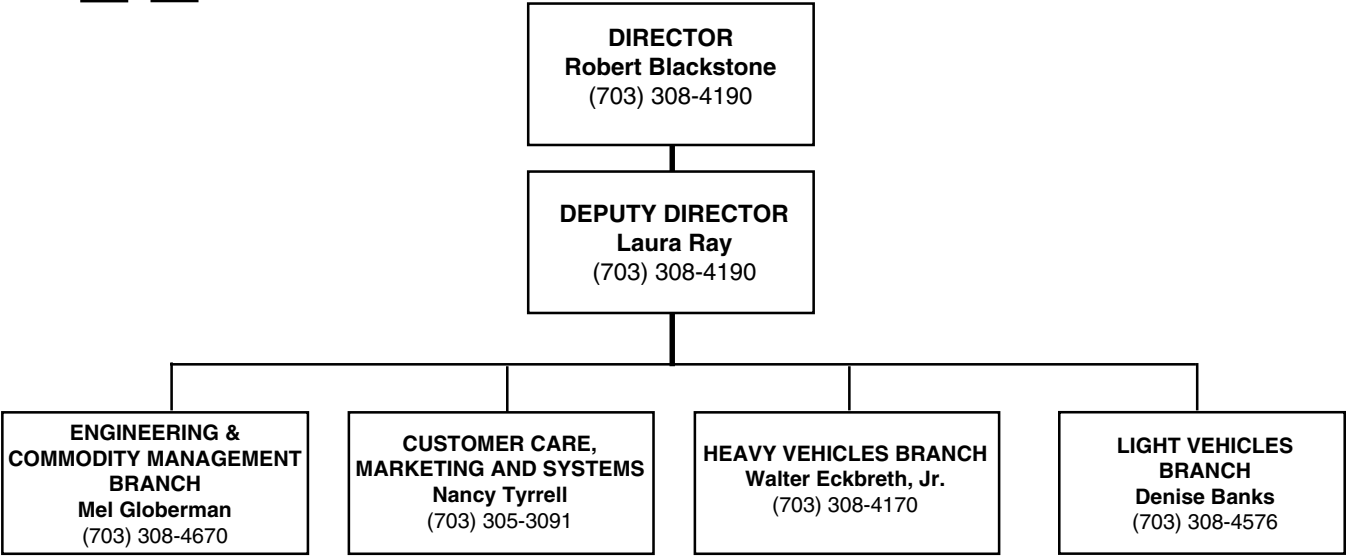 DIRECTOR
Robert Blackstone
(703) 308-4190
DEPUTY DIRECTOR
Laura Ray
(703) 308-4190
ENGINEERING &
COMMODITY MANAGEMENT
BRANCH
Mel Globerman
(703) 308-4670
CUSTOMER CARE,
MARKETING AND SYSTEMS
Nancy Tyrrell
(703) 305-3091
HEAVY VEHICLES BRANCH
Walter Eckbreth, Jr.
(703) 308-4170
LIGHT VEHICLES
BRANCH
Denise Banks
(703) 308-4576